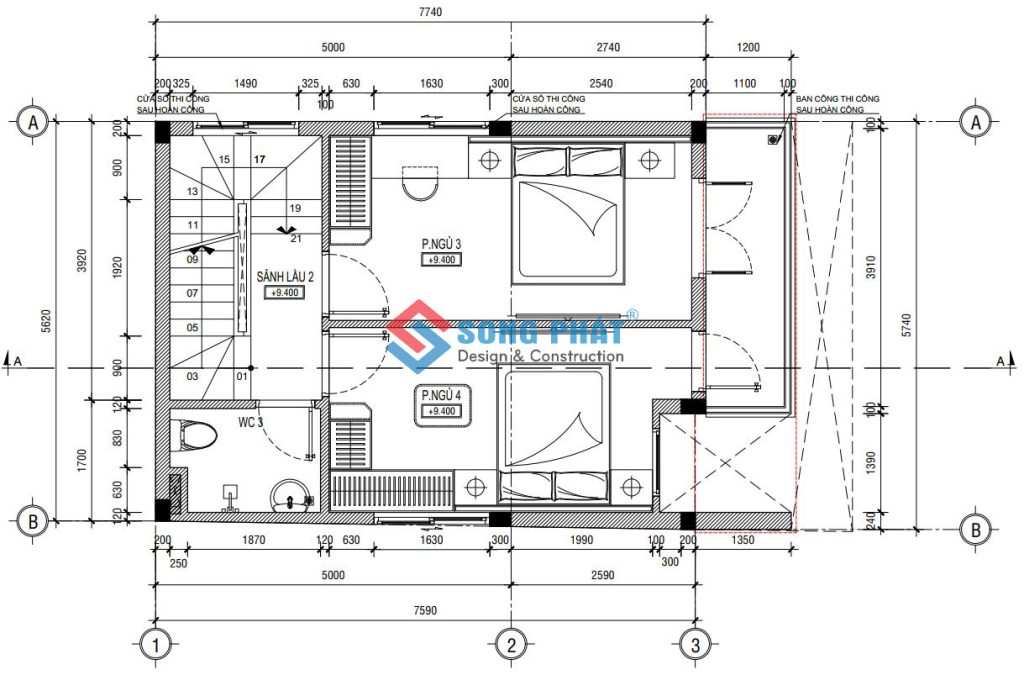 7740
5000 2740 1200
200 325 1490 325 630 1630 300 2540 200 1100 100
100
CỬA SỔ THI CÔNG
SAU HOÀN CÔNG
CỬA SỔ THI CÔNG
SAU HOÀN CÔNG
BAN CÔNG THI CÔNG
SAU HOÀN CÔNG
A
A
200
900
1920
900
120
830
630
120
3920
1700
5620
15 17
13
19
11
21
09
07
05
03 01
SẢNH LẦU 2
+9.400
P.NGỦ 3
+9.400
SONG PHÁT ®
Design & Construction
P.NGỦ 4
+9.400
WC 3
A
A
100
3910
100
1390
240
5740
B
B
200 1870 120 630 1630 300 1990 100 200 1350
250
300
5000 2590
7590
1 2 3